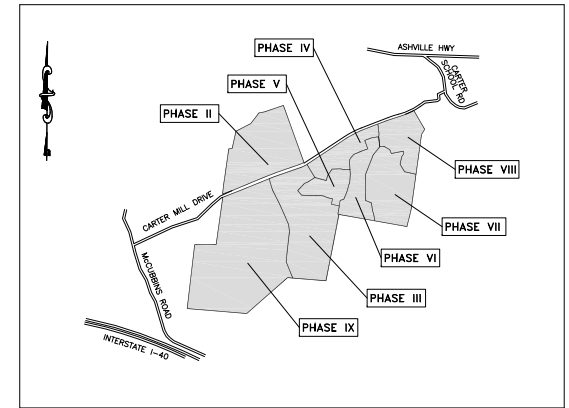 ASHVILLE HWY
CARTER
SCHOOL RD
PHASE IV
PHASE V
PHASE II
PHASE VIII
CARTER MILL DRIVE
PHASE VII
PHASE VI
McCUBBINS ROAD
PHASE III
PHASE IX
INTERSTATE I-40